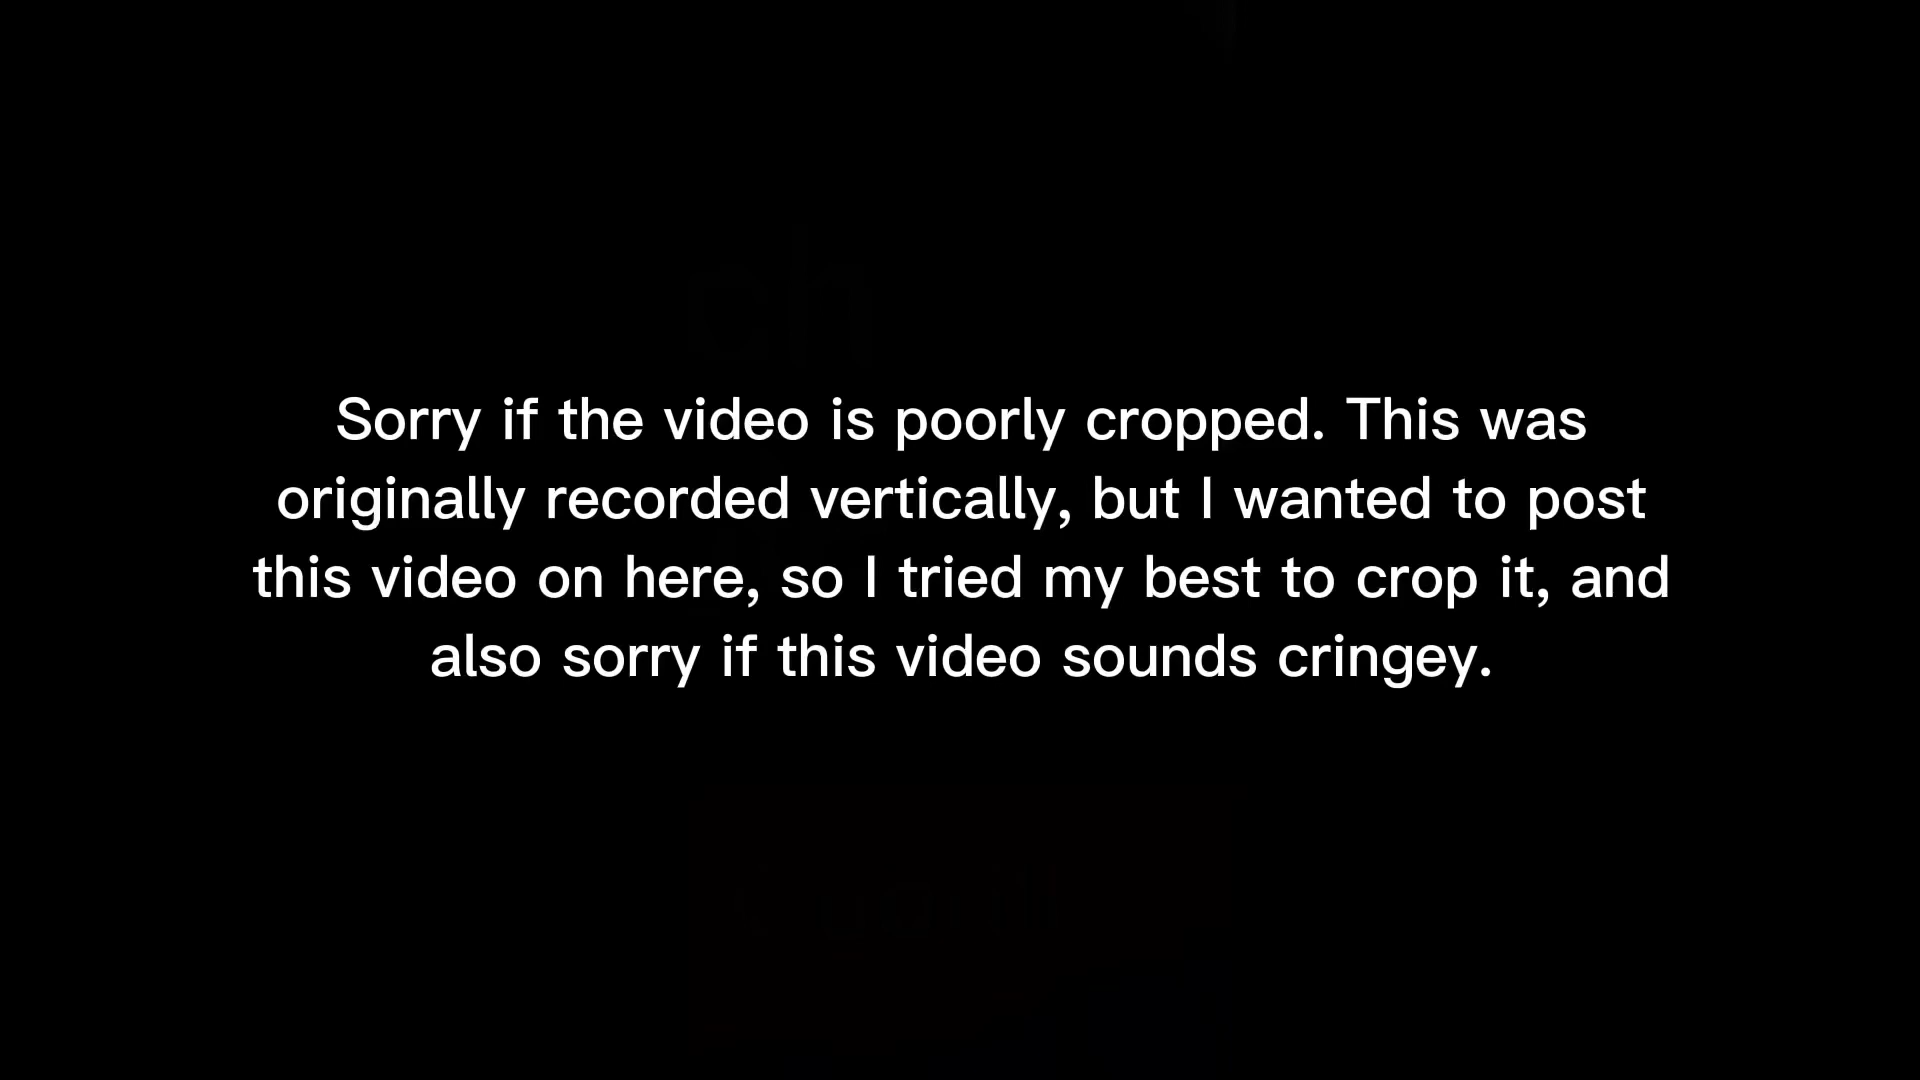 Sorry if the video is poorly cropped. This was
originally recorded vertically, but I wanted to post
this video on here, so I tried my best to crop it, and
also sorry if this video sounds cringey.